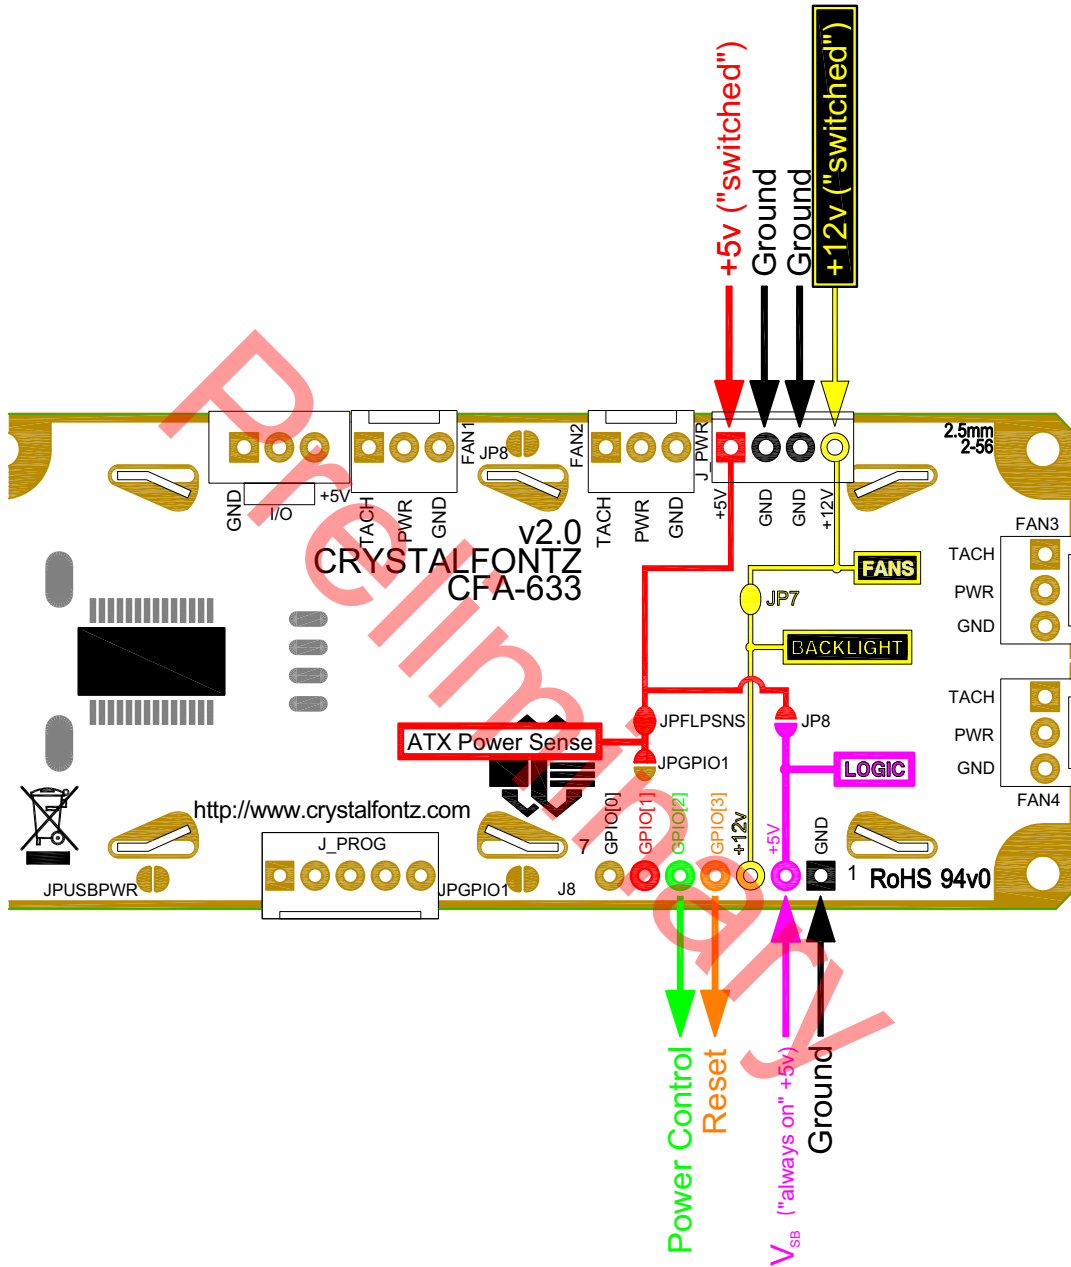 +5v ("switched")
Ground
Ground
+12v ("switched")
2.5mm
2-56
FAN1
JP8
FAN2
J_PWR
GND
I/O
+5V
TACH
PWR
GND
TACH
PWR
GND
+5V
GND
GND
+12V
v2.0
CRYSTALFONTZ
CFA-633
FAN3
TACH
PWR
GND
FANS
JP7
BACKLIGHT
TACH
PWR
GND
FAN4
JPFLPSNS
JP8
ATX Power Sense
JPGPIO1
LOGIC
http://www.crystalfontz.com
J_PROG
JPUSBPWR
JPGPIO1
J8
7
GPIO[0]
GPIO[1]
GPIO[2]
GPIO[3]
+12v
+5V
GND
1
RoHS 94v0
Power Control
Reset
VSB ("always on" +5v)
Ground
Preliminary